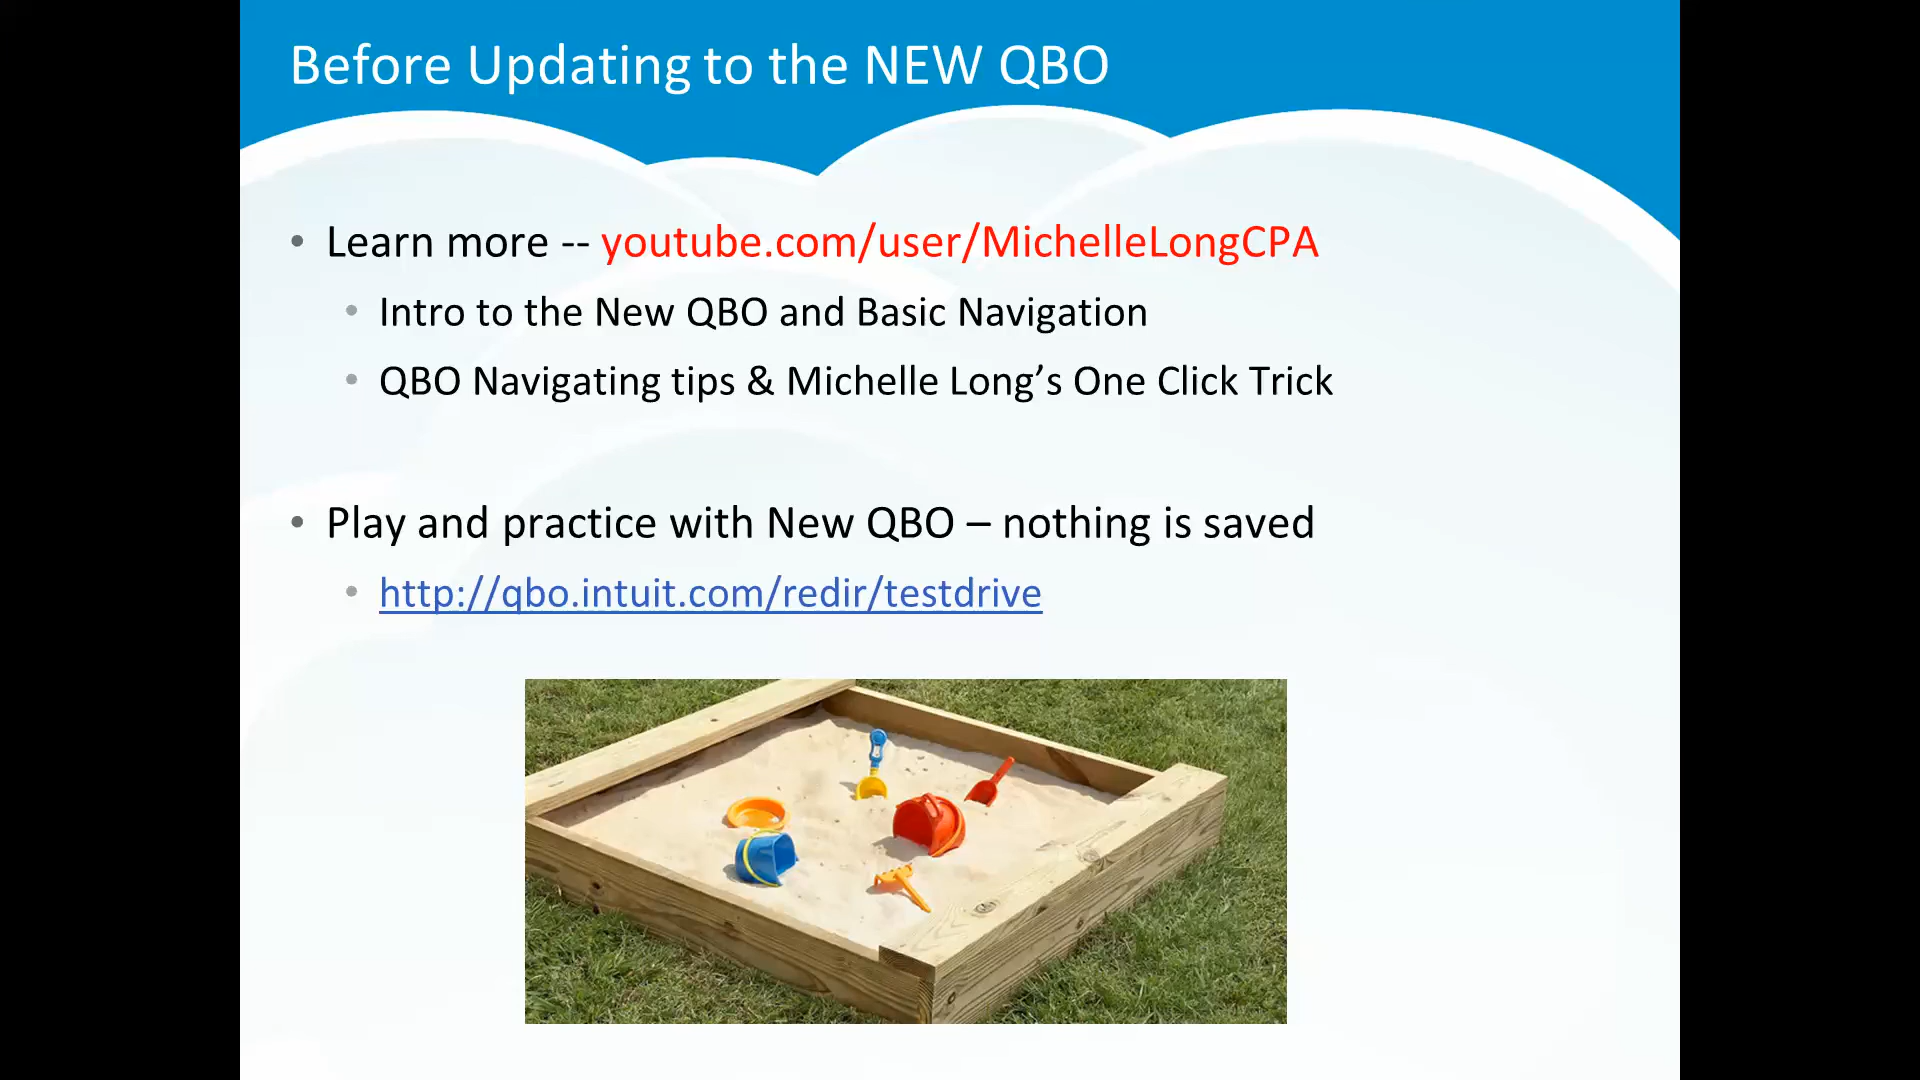 Before Updating to the NEW QBO
• Learn more -- youtube.com/user/MichelleLongCPA
• Intro to the New QBO and Basic Navigation
• QBO Navigating tips & Michelle Long’s One Click Trick
• Play and practice with New QBO – nothing is saved
• http://qbo.intuit.com/redir/testdrive